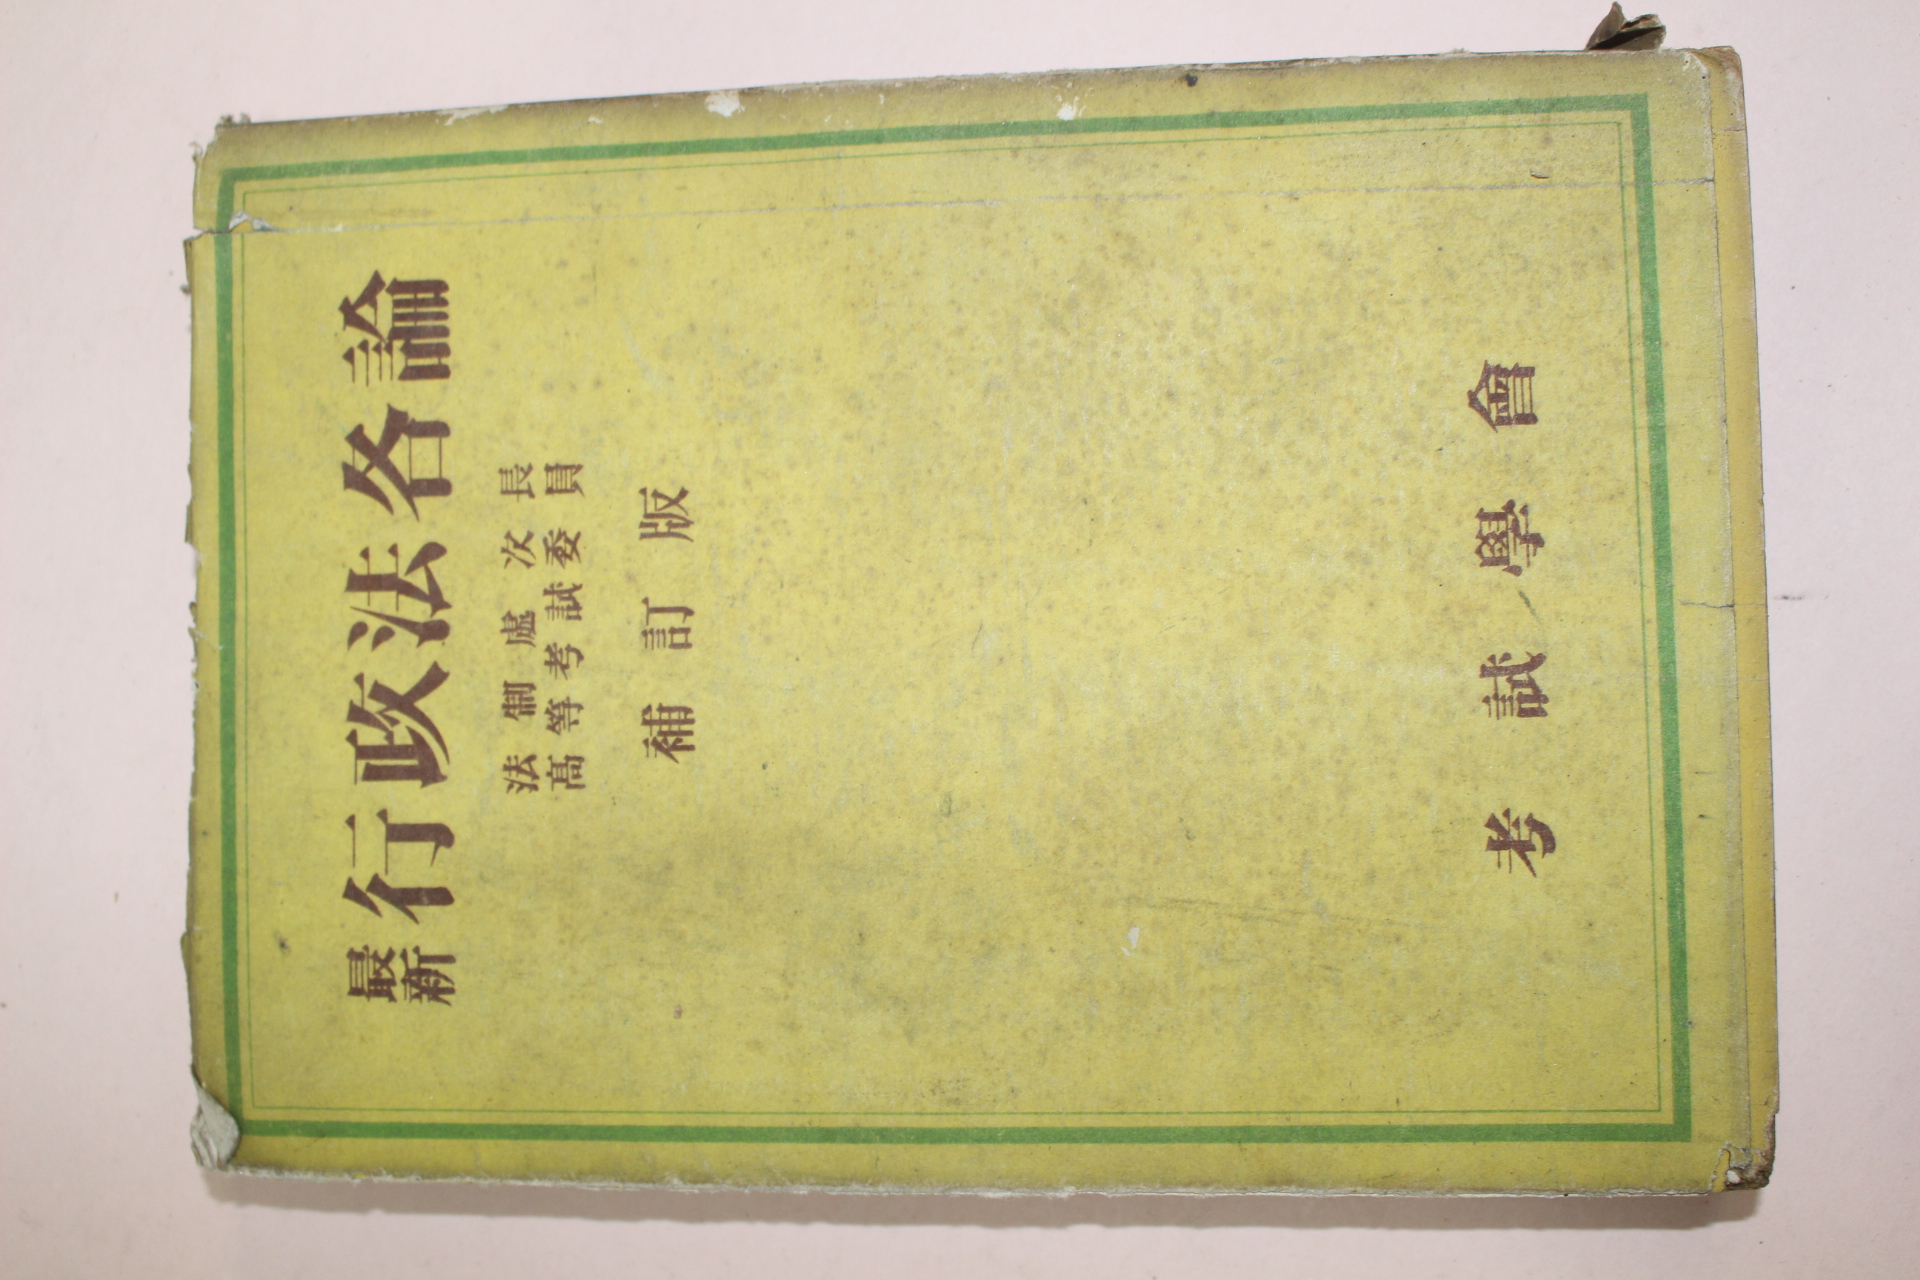 最新 行政法各論
法制處次長
高等考試委員
補訂版
考試學會